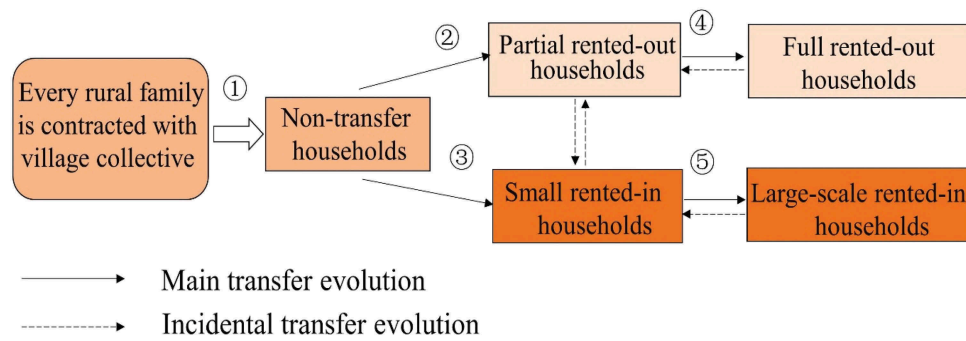 Every rural family
is contracted with
village collective
①
Non-transfer
households
②
Partial rented-out
households
④
Full rented-out
households
③
Small rented-in
households
⑤
Large-scale rented-in
households
Main transfer evolution
Incidental transfer evolution